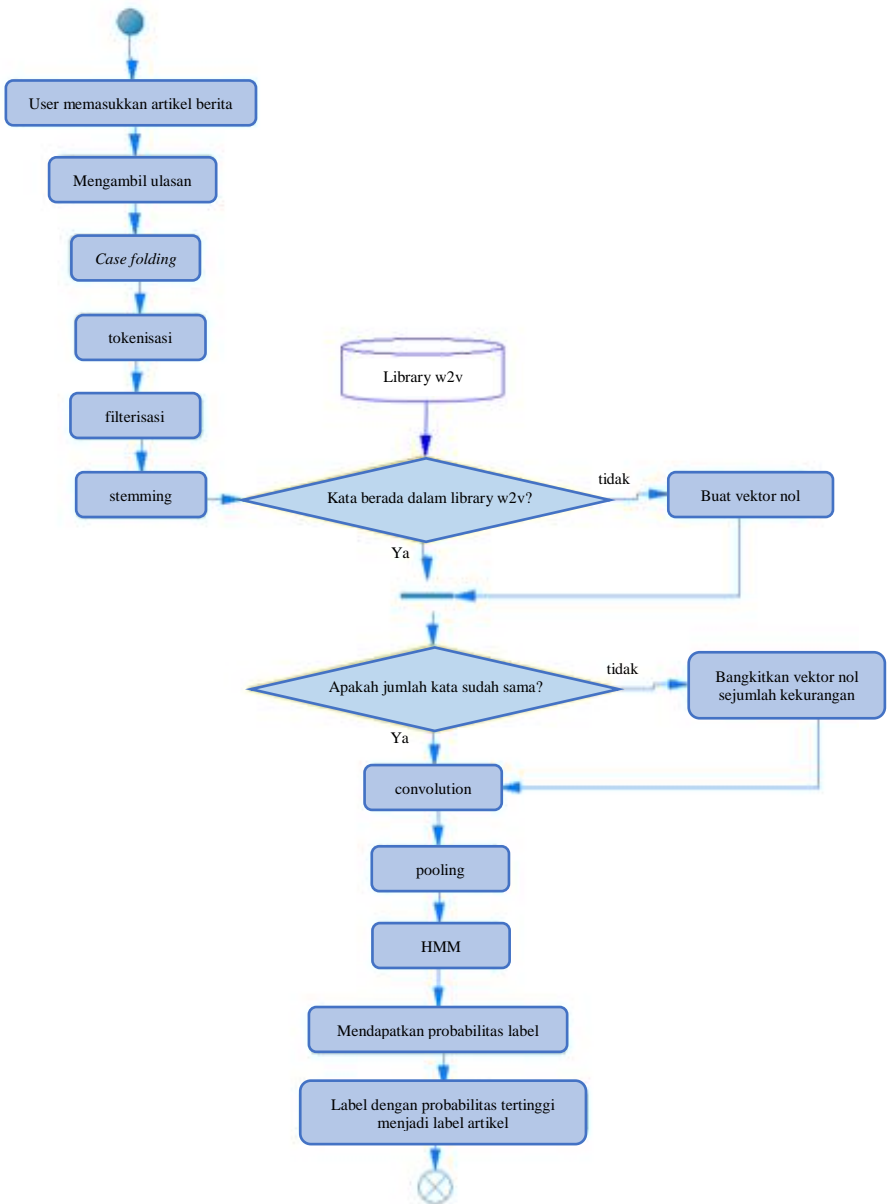 User memasukkan artikel berita
Mengambil ulasan
Case folding
tokenisasi
filterisasi
stemming
Library w2v
Kata berada dalam library w2v?
tidak
Buat vektor nol
Ya
Apakah jumlah kata sudah sama?
tidak
Bangkitkan vektor nol
sejumlah kekurangan
Ya
convolution
pooling
HMM
Mendapatkan probabilitas label
Label dengan probabilitas tertinggi
menjadi label artikel